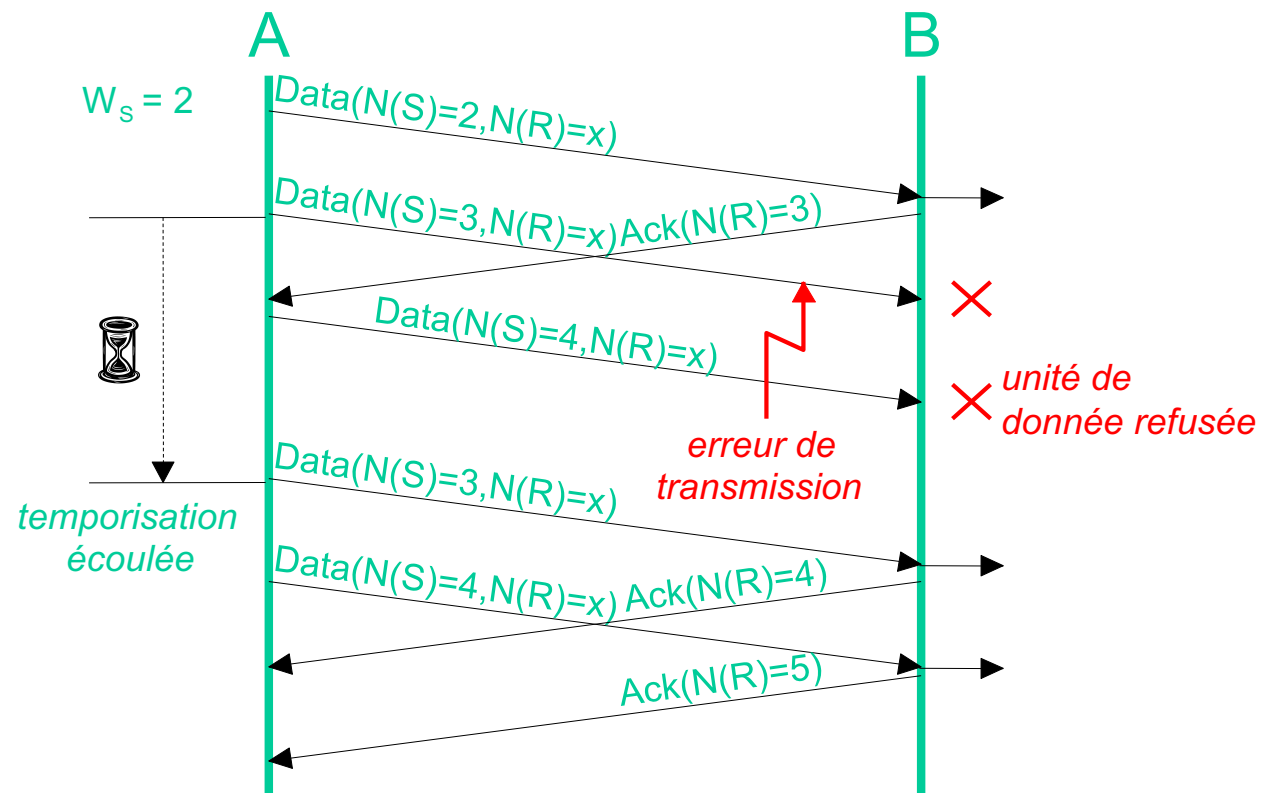 A
B
W_S = 2
Data(N(S)=2,N(R)=x)
Data(N(S)=3,N(R)=x)
Ack(N(R)=3)
Data(N(S)=4,N(R)=x)
unité de
donnée refusée
erreur de
transmission
Data(N(S)=3,N(R)=x)
temporisation
écoulée
Data(N(S)=4,N(R)=x)
Ack(N(R)=4)
Ack(N(R)=5)